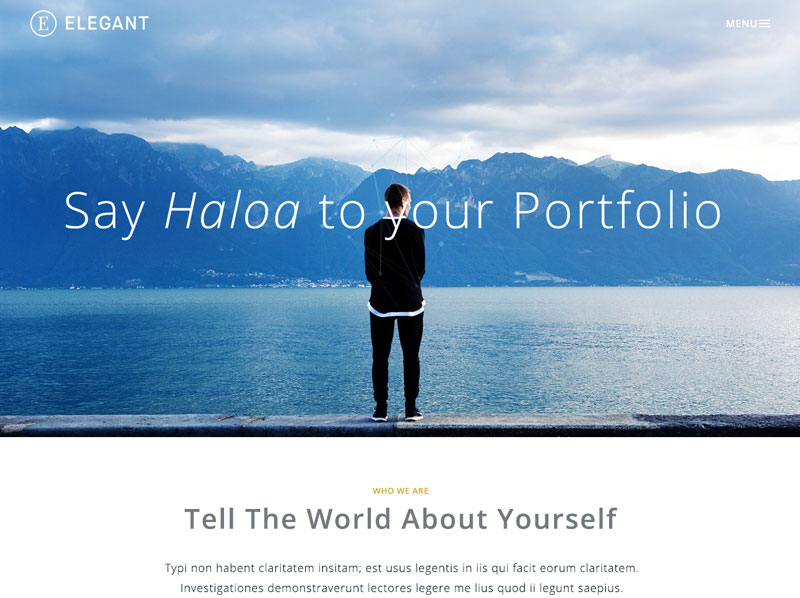 E ELEGANT
MENU
Say Haloa to your Portfolio
WHO WE ARE
Tell The World About Yourself
Typi non habent claritatem insitam; est usus legentis in iis qui facit eorum claritatem.
Investigationes demonstraverunt lectores legere me lius quod ii legunt saepius.